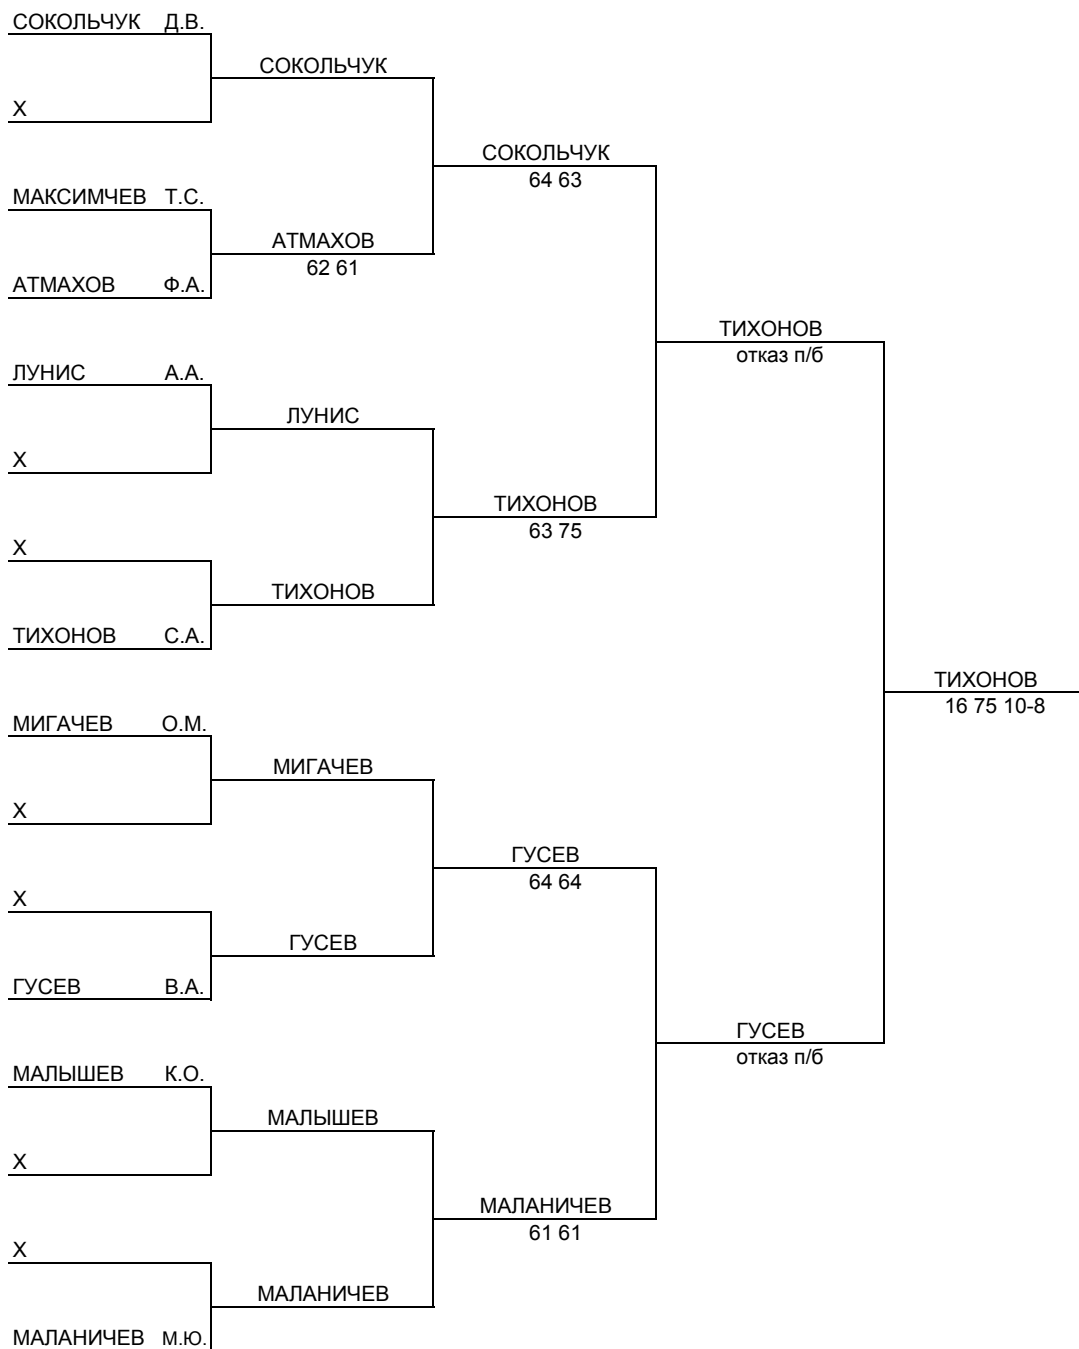 СОКОЛЬЧУК Д.В.
СОКОЛЬЧУК
X
СОКОЛЬЧУК
64 63
МАКСИМЧЕВ Т.С.
АТМАХОВ
62 61
АТМАХОВ Ф.А.
ТИХОНОВ
отказ п/б
ЛУНИС А.А.
ЛУНИС
X
ТИХОНОВ
63 75
X
ТИХОНОВ
ТИХОНОВ С.А.
ТИХОНОВ
16 75 10-8
МИГАЧЕВ О.М.
МИГАЧЕВ
X
ГУСЕВ
64 64
X
ГУСЕВ
ГУСЕВ В.А.
ГУСЕВ
отказ п/б
МАЛЫШЕВ К.О.
МАЛЫШЕВ
X
МАЛАНИЧЕВ
61 61
X
МАЛАНИЧЕВ
МАЛАНИЧЕВ М.Ю.